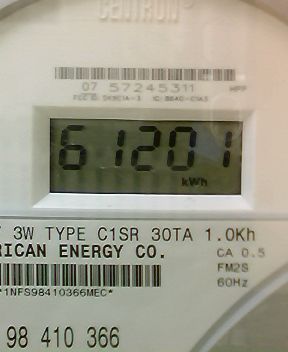 CENTRON®
07 57245311
61201
kWh
3W TYPE C1SR 30TA 1.0Kh
RICAN ENERGY CO.
CA 0.5
FM2S
60Hz
*1NFS98410366MEC*
98 410 366